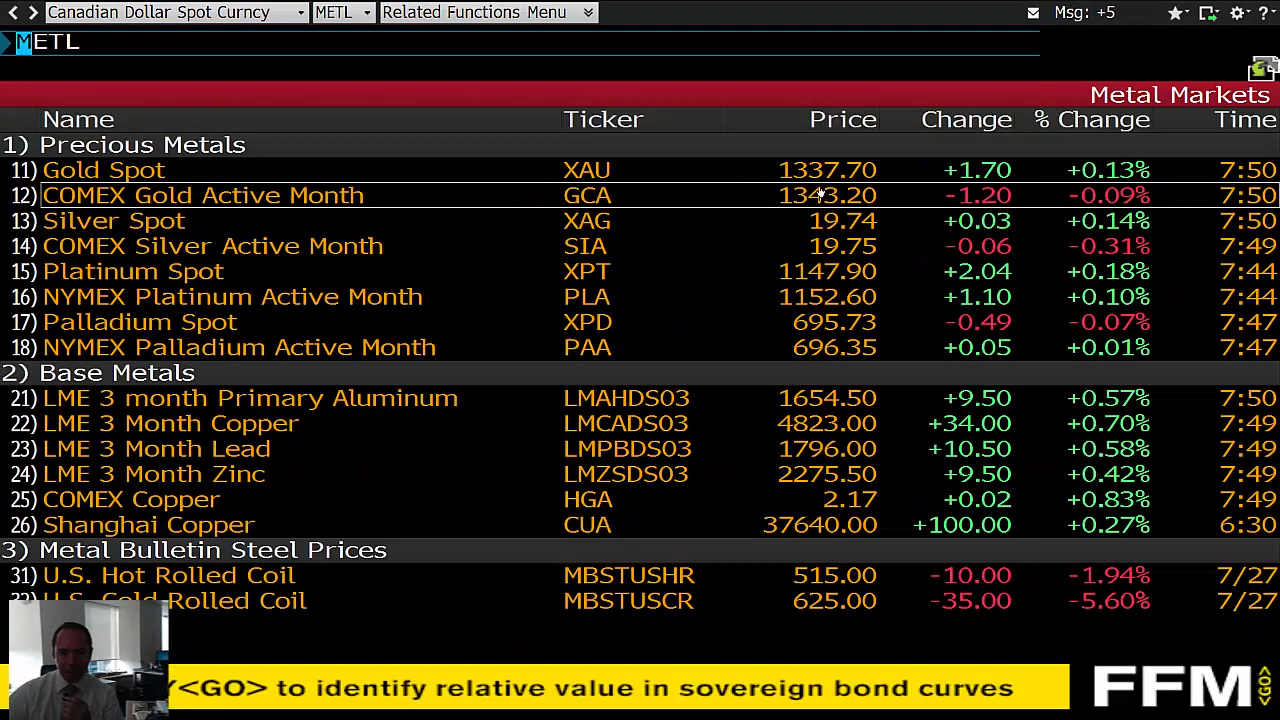 Canadian Dollar Spot Curncy METL Related Functions Menu Msg: +5
METL
Metal Markets
Name Ticker Price Change % Change Time
1) Precious Metals
11) Gold Spot XAU 1337.70 +1.70 +0.13% 7:50
12) COMEX Gold Active Month GCA 1343.20 -1.20 -0.09% 7:50
13) Silver Spot XAG 19.74 +0.03 +0.14% 7:50
14) COMEX Silver Active Month SIA 19.75 -0.06 -0.31% 7:49
15) Platinum Spot XPT 1147.90 +2.04 +0.18% 7:44
16) NYMEX Platinum Active Month PLA 1152.60 +1.10 +0.10% 7:44
17) Palladium Spot XPD 695.73 -0.49 -0.07% 7:47
18) NYMEX Palladium Active Month PAA 696.35 +0.05 +0.01% 7:47
2) Base Metals
21) LME 3 month Primary Aluminum LMAHDS03 1654.50 +9.50 +0.57% 7:50
22) LME 3 Month Copper LMCADS03 4823.00 +34.00 +0.70% 7:49
23) LME 3 Month Lead LMPBDS03 1796.00 +10.50 +0.58% 7:49
24) LME 3 Month Zinc LMZSDS03 2275.50 +9.50 +0.42% 7:49
25) COMEX Copper HGA 2.17 +0.02 +0.83% 7:49
26) Shanghai Copper CUA 37640.00 +100.00 +0.27% 6:30
3) Metal Bulletin Steel Prices
31) U.S. Hot Rolled Coil MBSTUSHR 515.00 -10.00 -1.94% 7/27
32) U.S. Cold Rolled Coil MBSTUSCR 625.00 -35.00 -5.60% 7/27
<GO> to identify relative value in sovereign bond curves
FFM <GO>